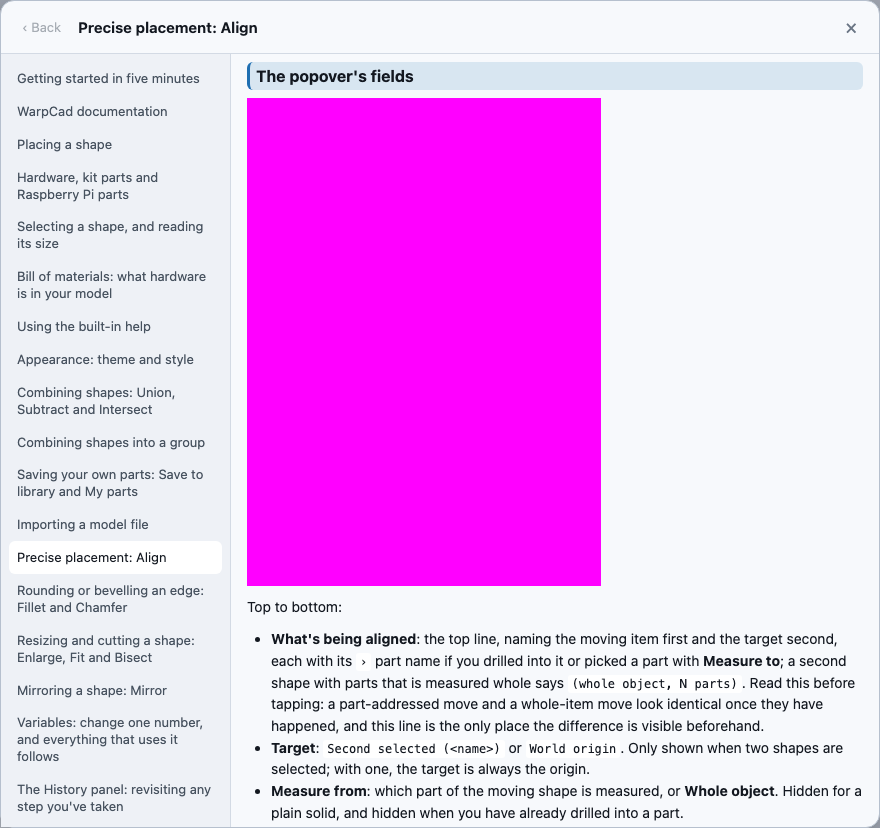 ‹ Back
Precise placement: Align
×
Getting started in five minutes
WarpCad documentation
Placing a shape
Hardware, kit parts and
Raspberry Pi parts
Selecting a shape, and reading
its size
Bill of materials: what hardware
is in your model
Using the built-in help
Appearance: theme and style
Combining shapes: Union,
Subtract and Intersect
Combining shapes into a group
Saving your own parts: Save to
library and My parts
Importing a model file
Precise placement: Align
Rounding or bevelling an edge:
Fillet and Chamfer
Resizing and cutting a shape:
Enlarge, Fit and Bisect
Mirroring a shape: Mirror
Variables: change one number,
and everything that uses it
follows
The History panel: revisiting any
step you've taken
The popover's fields
Top to bottom:
• What's being aligned: the top line, naming the moving item first and the target second,
each with its › part name if you drilled into it or picked a part with Measure to; a second
shape with parts that is measured whole says (whole object, N parts). Read this before
tapping: a part-addressed move and a whole-item move look identical once they have
happened, and this line is the only place the difference is visible beforehand.
• Target: Second selected (<name>) or World origin. Only shown when two shapes are
selected; with one, the target is always the origin.
• Measure from: which part of the moving shape is measured, or Whole object. Hidden for a
plain solid, and hidden when you have already drilled into a part.